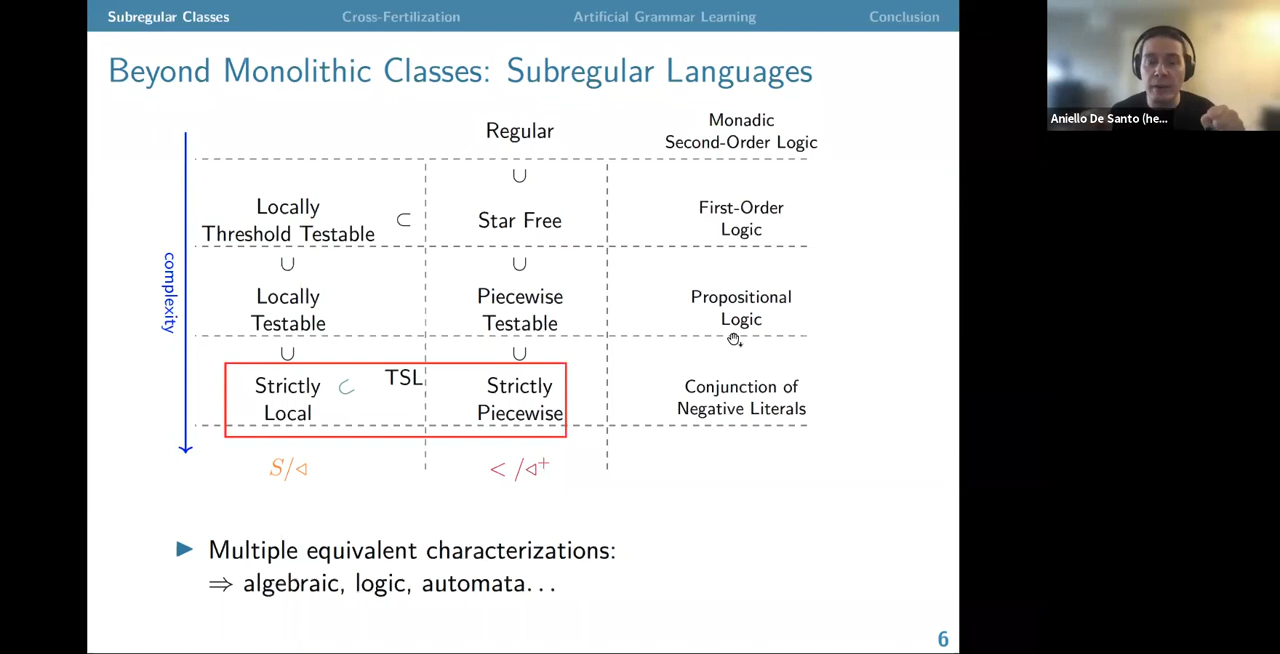 Subregular Classes Cross-Fertilization Artificial Grammar Learning Conclusion
Beyond Monolithic Classes: Subregular Languages
Aniello De Santo (he...
Regular
Monadic
Second-Order Logic
∪
Locally
Threshold Testable
⊂
Star Free
First-Order
Logic
∪ ∪
complexity
Locally
Testable
Piecewise
Testable
Propositional
Logic
∪ ∪
Strictly
Local
⊂
TSL
Strictly
Piecewise
Conjunction of
Negative Literals
S/◁ < /◁+
▶ Multiple equivalent characterizations:
⇒ algebraic, logic, automata...
6